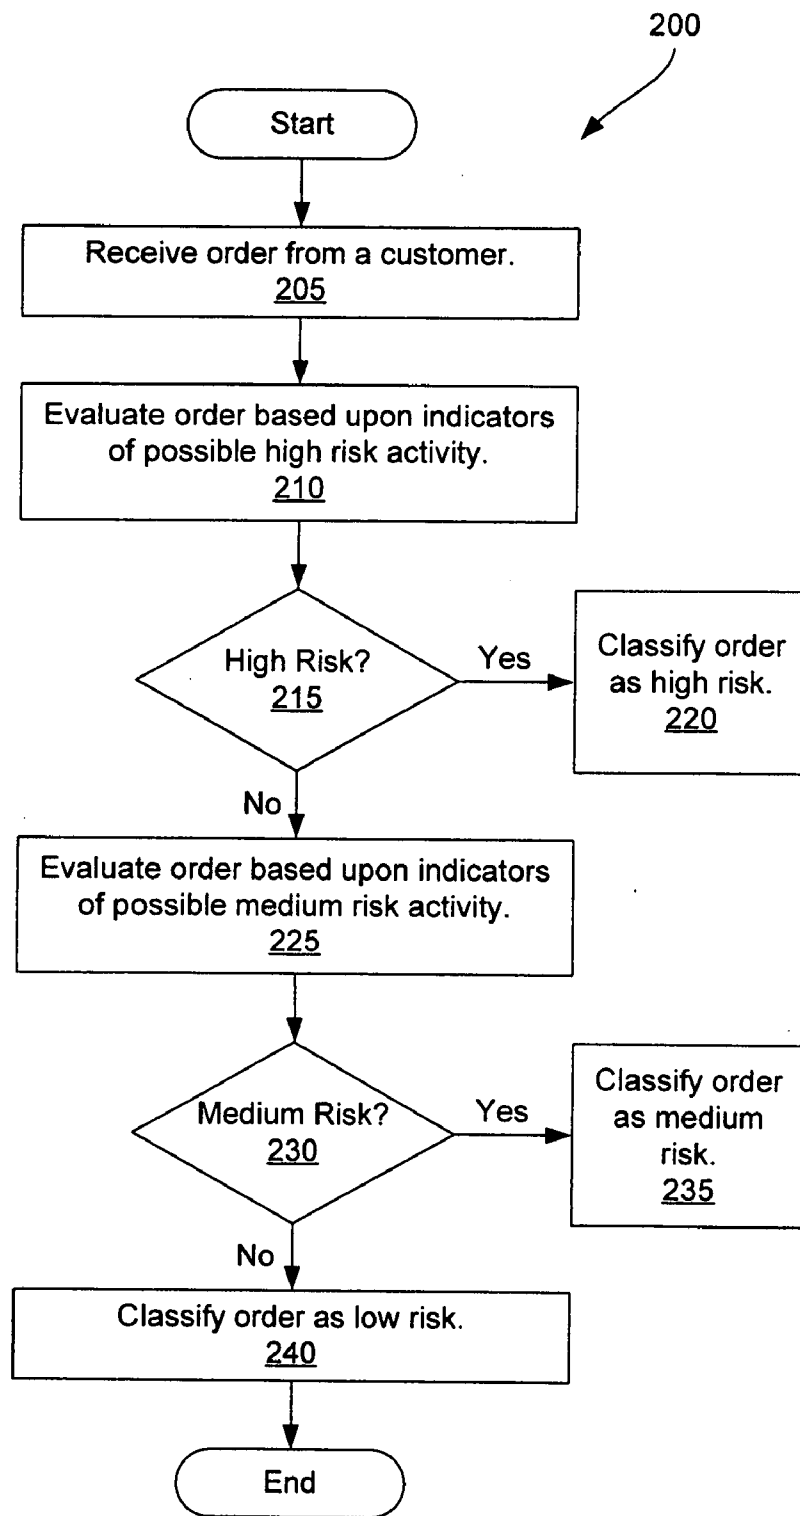 200
Start
Receive order from a customer.
205
Evaluate order based upon indicators
of possible high risk activity.
210
High Risk?
215
Yes
Classify order
as high risk.
220
No
Evaluate order based upon indicators
of possible medium risk activity.
225
Medium Risk?
230
Yes
Classify order
as medium
risk.
235
No
Classify order as low risk.
240
End